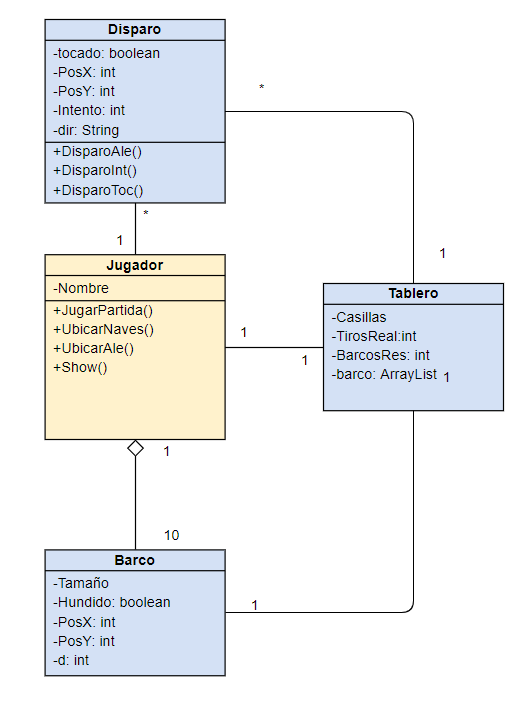 Disparo
-tocado: boolean
-PosX: int
-PosY: int
-Intento: int
-dir: String
+DisparoAle()
+DisparoInt()
+DisparoToc()
*
*
1
1
Jugador
-Nombre
+JugarPartida()
+UbicarNaves()
+UbicarAle()
+Show()
1
1
Tablero
-Casillas
-TirosReal:int
-BarcosRes: int
-barco: ArrayList
1
1
10
Barco
-Tamaño
-Hundido: boolean
-PosX: int
-PosY: int
-d: int
1